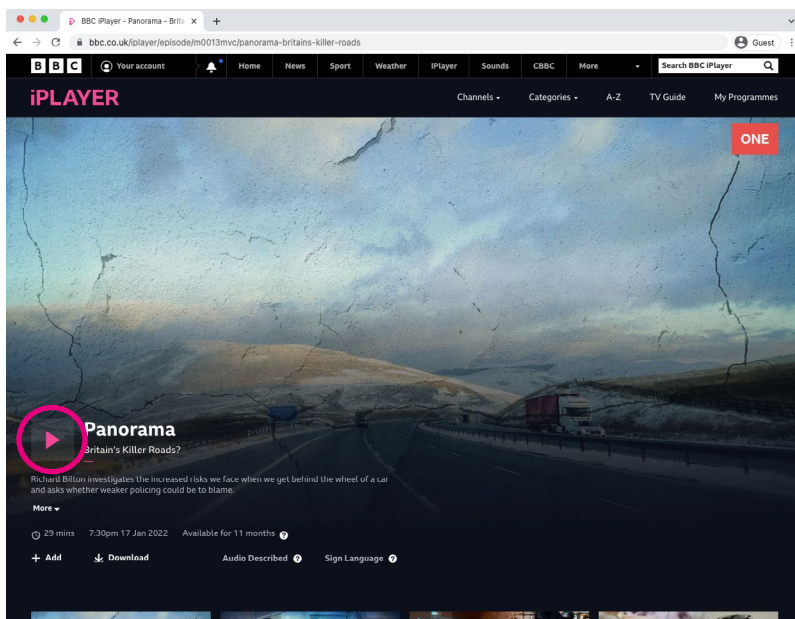 BBC iPlayer - Panorama - Brita
bbc.co.uk/iplayer/episode/m0013mvc/panorama-britains-killer-roads
Guest
BBC Your account Home News Sport Weather IPlayer Sounds CBBC More Search BBC iPlayer
iPLAYER Channels Categories A-Z TV Guide My Programmes
ONE
Panorama
Britain's Killer Roads?
Richard Bilton investigates the increased risks we face when we get behind the wheel of a car
and asks whether weaker policing could be to blame.
More
29 mins 7:30pm 17 Jan 2022 Available for 11 months ?
+ Add Download Audio Described ? Sign Language ?